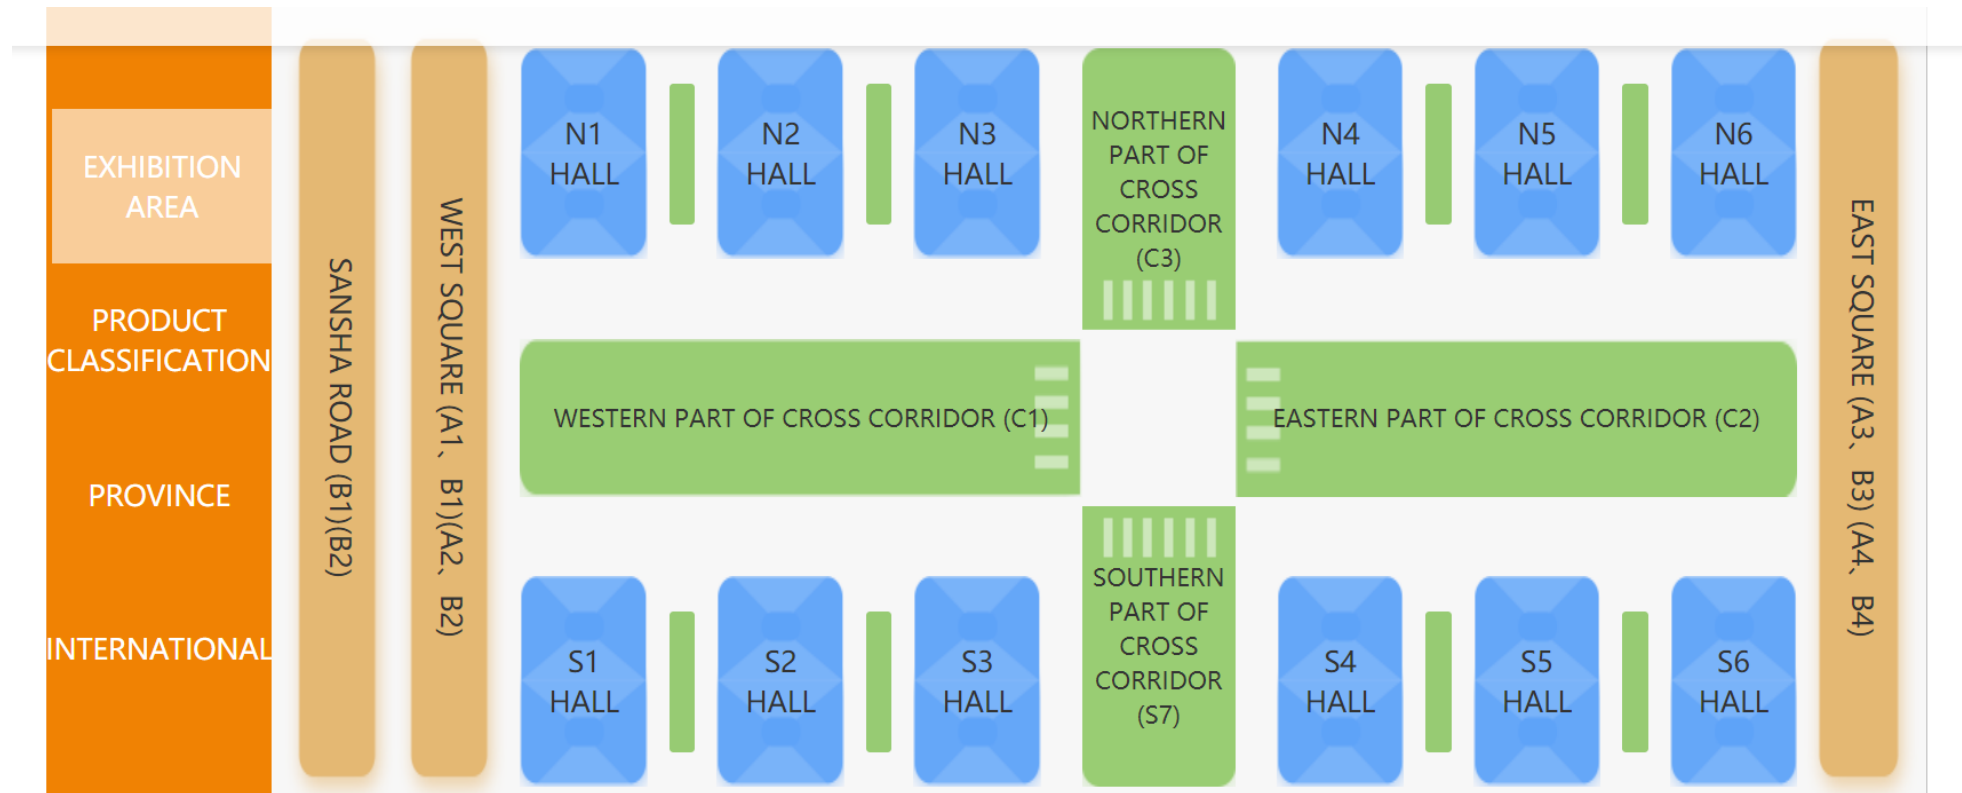 EXHIBITION
AREA
PRODUCT
CLASSIFICATION
PROVINCE
INTERNATIONAL
SANSHA ROAD (B1)(B2)
WEST SQUARE (A1、B1)(A2、B2)
N1
HALL
N2
HALL
N3
HALL
NORTHERN
PART OF
CROSS
CORRIDOR
(C3)
N4
HALL
N5
HALL
N6
HALL
WESTERN PART OF CROSS CORRIDOR (C1)
EASTERN PART OF CROSS CORRIDOR (C2)
S1
HALL
S2
HALL
S3
HALL
SOUTHERN
PART OF
CROSS
CORRIDOR
(S7)
S4
HALL
S5
HALL
S6
HALL
EAST SQUARE (A3、B3) (A4、B4)